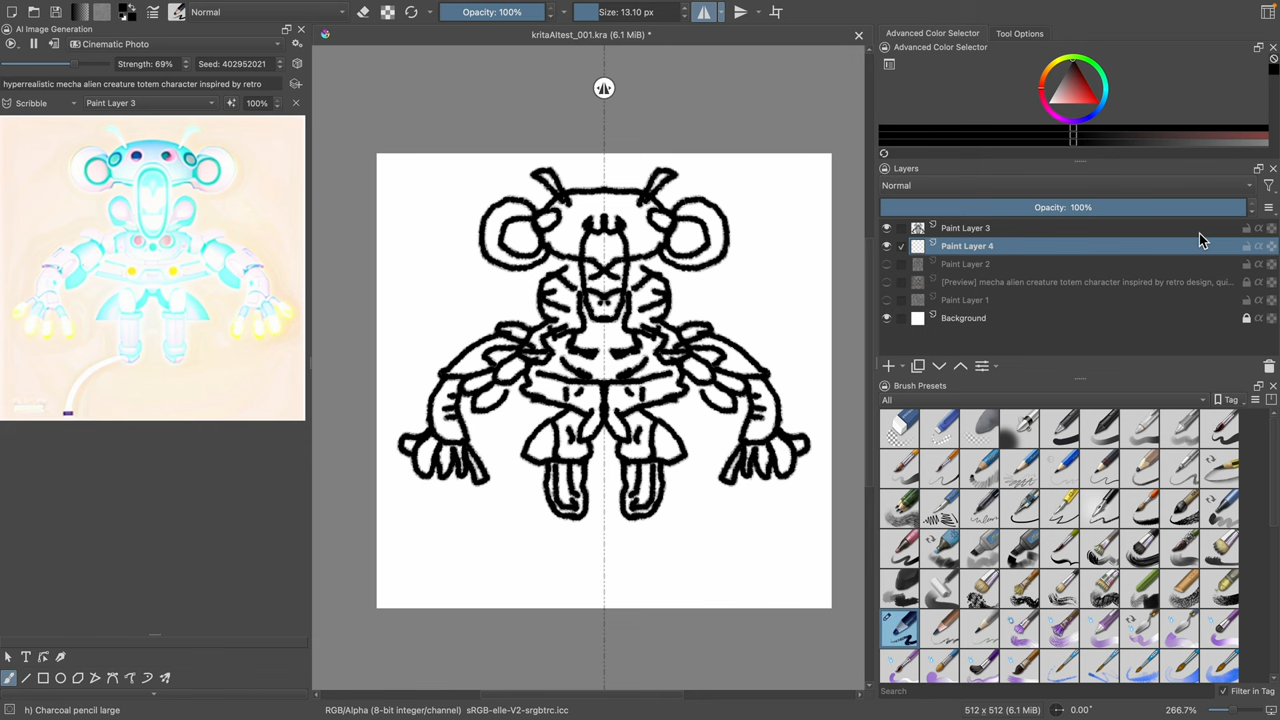 Normal
Opacity: 100%
Size: 13.10 px
AI Image Generation
Cinematic Photo
Strength: 69%
Seed: 402952021
hyperrealistic mecha alien creature totem character inspired by retro
Scribble
Paint Layer 3
100%
kritaAItest_001.kra (6.1 MiB) *
Advanced Color Selector
Tool Options
Advanced Color Selector
Layers
Normal
Opacity: 100%
Paint Layer 3
Paint Layer 4
Paint Layer 2
[Preview] mecha alien creature totem character inspired by retro design, qui...
Paint Layer 1
Background
Brush Presets
All
Tag
Search
Filter in Tag
h) Charcoal pencil large
RGB/Alpha (8-bit integer/channel) sRGB-elle-V2-srgbtrc.icc
512 x 512 (6.1 MiB)
0.00°
266.7%